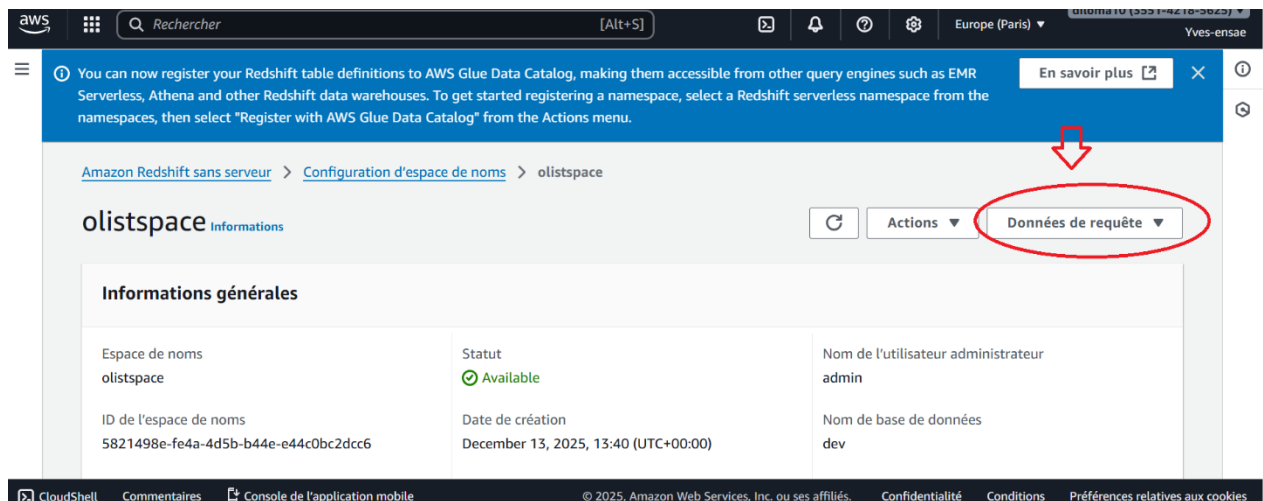 aws
Rechercher
[Alt+S]
Europe (Paris) ▼
Yves-ensae
You can now register your Redshift table definitions to AWS Glue Data Catalog, making them accessible from other query engines such as EMR
Serverless, Athena and other Redshift data warehouses. To get started registering a namespace, select a Redshift serverless namespace from the
namespaces, then select "Register with AWS Glue Data Catalog" from the Actions menu.
En savoir plus
Amazon Redshift sans serveur > Configuration d'espace de noms > olistspace
olistspace Informations
Actions ▼
Données de requête ▼
Informations générales
Espace de noms
olistspace
Statut
Available
Nom de l'utilisateur administrateur
admin
ID de l'espace de noms
5821498e-fe4a-4d5b-b44e-e44c0bc2dcc6
Date de création
December 13, 2025, 13:40 (UTC+00:00)
Nom de base de données
dev
CloudShell Commentaires Console de l'application mobile © 2025, Amazon Web Services, Inc. ou ses affiliés. Confidentialité Conditions Préférences relatives aux cookies